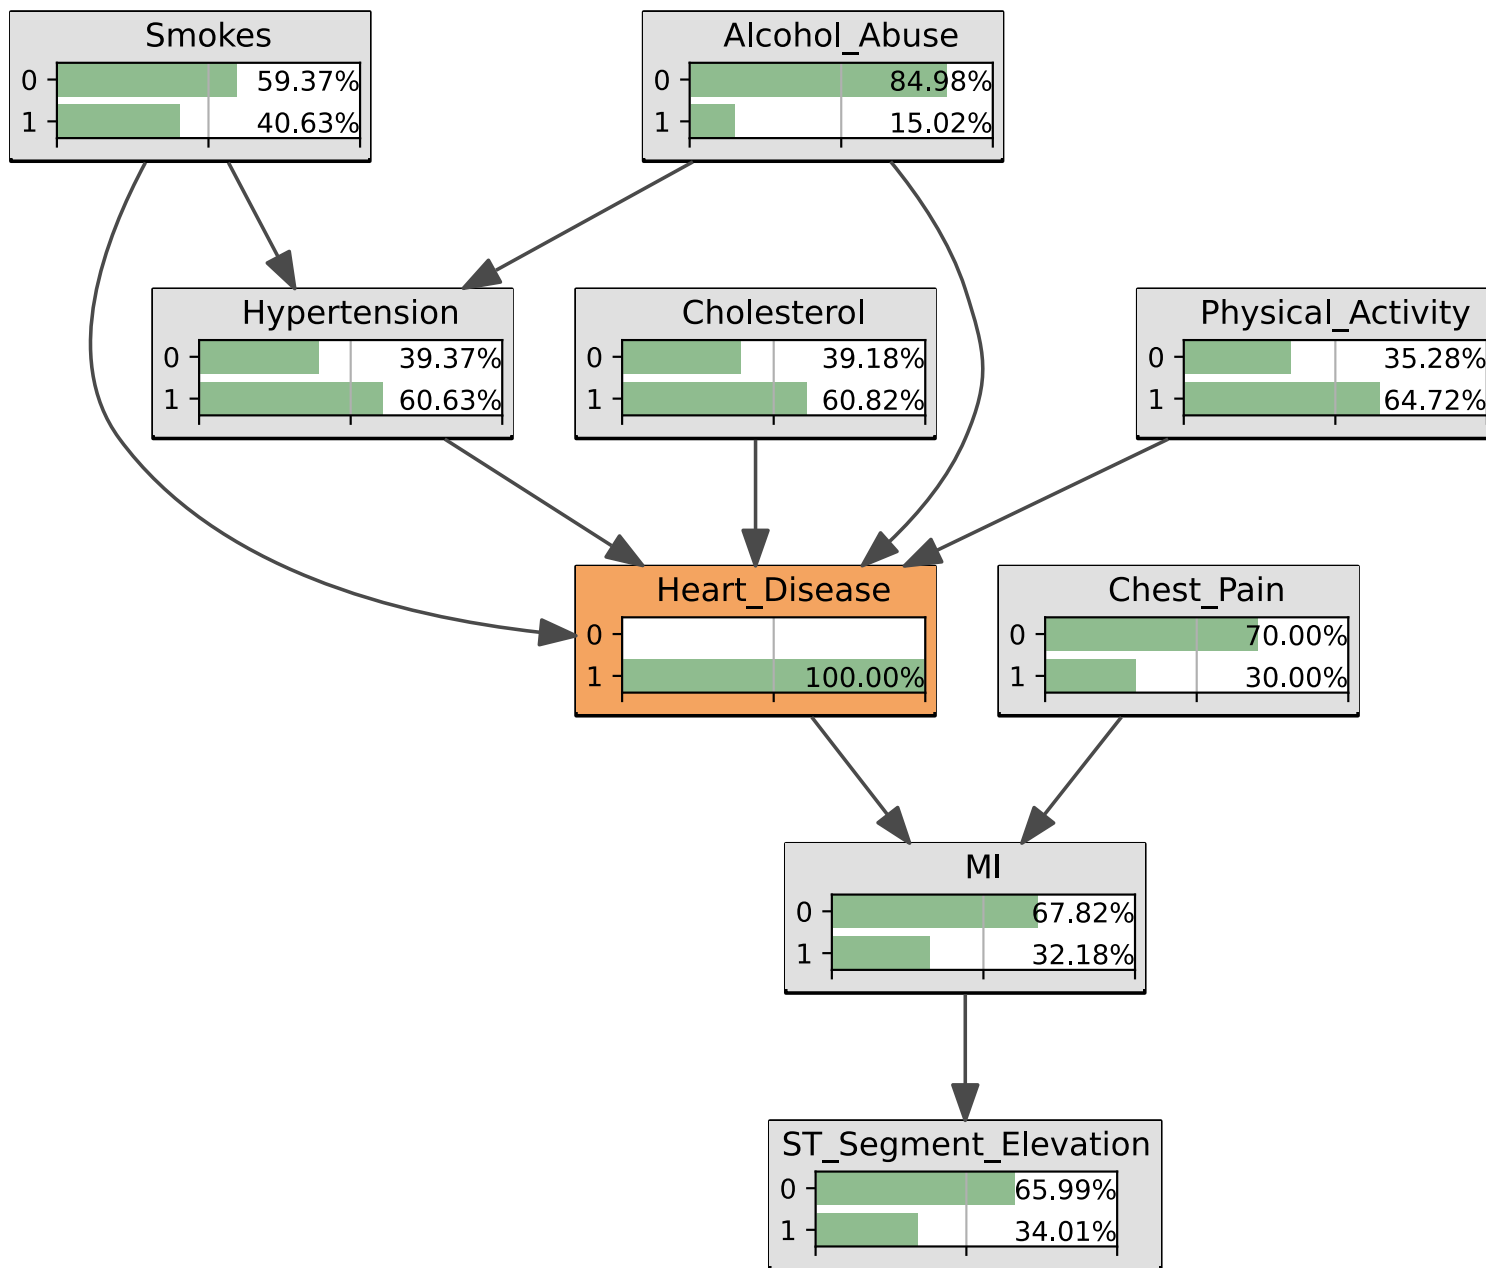 Smokes
0 59.37%
1 40.63%
Alcohol_Abuse
0 84.98%
1 15.02%
Hypertension
0 39.37%
1 60.63%
Cholesterol
0 39.18%
1 60.82%
Physical_Activity
0 35.28%
1 64.72%
Heart_Disease
0
1 100.00%
Chest_Pain
0 70.00%
1 30.00%
MI
0 67.82%
1 32.18%
ST_Segment_Elevation
0 65.99%
1 34.01%